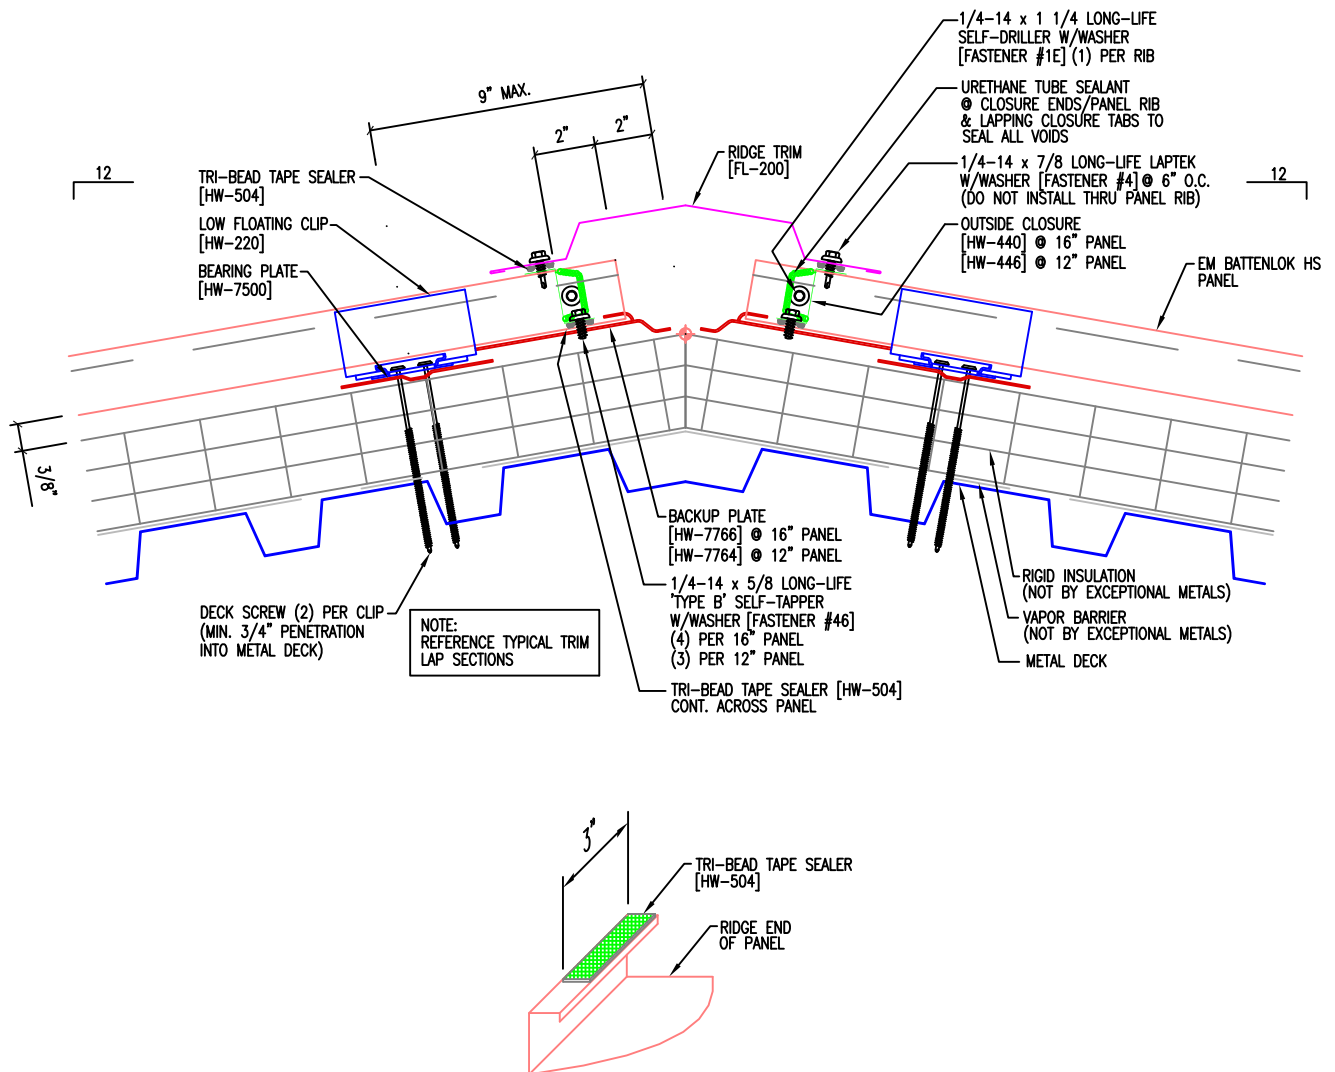 1/4-14 x 1 1/4 LONG-LIFE
SELF-DRILLER W/WASHER
[FASTENER #1E] (1) PER RIB
9" MAX.
URETHANE TUBE SEALANT
@ CLOSURE ENDS/PANEL RIB
& LAPPING CLOSURE TABS TO
SEAL ALL VOIDS
2"
2"
RIDGE TRIM
[FL-200]
1/4-14 x 7/8 LONG-LIFE LAPTEK
W/WASHER [FASTENER #4] @ 6" O.C.
(DO NOT INSTALL THRU PANEL RIB)
12
12
TRI-BEAD TAPE SEALER
[HW-504]
LOW FLOATING CLIP
[HW-220]
OUTSIDE CLOSURE
[HW-440] @ 16" PANEL
[HW-446] @ 12" PANEL
BEARING PLATE
[HW-7500]
EM BATTENLOK HS
PANEL
3/8"
BACKUP PLATE
[HW-7766] @ 16" PANEL
[HW-7764] @ 12" PANEL
RIGID INSULATION
(NOT BY EXCEPTIONAL METALS)
1/4-14 x 5/8 LONG-LIFE
'TYPE B' SELF-TAPPER
W/WASHER [FASTENER #46]
(4) PER 16" PANEL
(3) PER 12" PANEL
DECK SCREW (2) PER CLIP
(MIN. 3/4" PENETRATION
INTO METAL DECK)
NOTE:
REFERENCE TYPICAL TRIM
LAP SECTIONS
VAPOR BARRIER
(NOT BY EXCEPTIONAL METALS)
METAL DECK
TRI-BEAD TAPE SEALER [HW-504]
CONT. ACROSS PANEL
3"
TRI-BEAD TAPE SEALER
[HW-504]
RIDGE END
OF PANEL